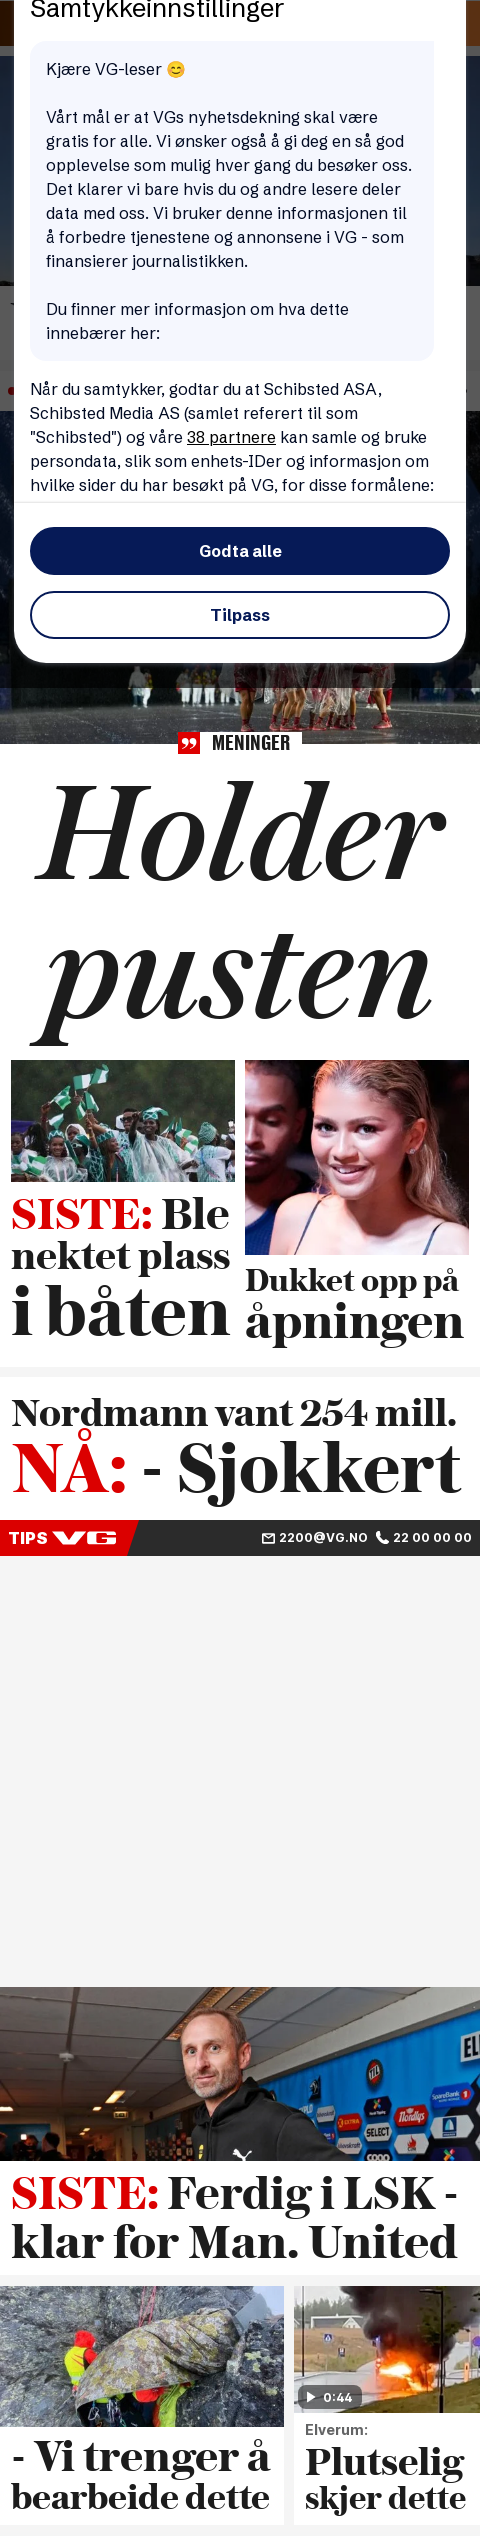 Samtykkeinnstillinger
Kjære VG-leser 😊
Vårt mål er at VGs nyhetsdekning skal være
gratis for alle. Vi ønsker også å gi deg en så god
opplevelse som mulig hver gang du besøker oss.
Det klarer vi bare hvis du og andre lesere deler
data med oss. Vi bruker denne informasjonen til
å forbedre tjenestene og annonsene i VG - som
finansierer journalistikken.
Du finner mer informasjon om hva dette
innebærer her:
Når du samtykker, godtar du at Schibsted ASA,
Schibsted Media AS (samlet referert til som
"Schibsted") og våre 38 partnere kan samle og bruke
persondata, slik som enhets-IDer og informasjon om
hvilke sider du har besøkt på VG, for disse formålene:
Godta alle
Tilpass
MENINGER
Holder
pusten
SISTE: Ble
nektet plass
i båten
Dukket opp på
åpningen
Nordmann vant 254 mill.
NÅ: - Sjokkert
TIPS VG 2200@VG.NO 22 00 00 00
SpareBank 1
Nordlys
EXTRA
SELECT
coop
SISTE: Ferdig i LSK -
klar for Man. United
0:44
- Vi trenger å
bearbeide dette
Elverum:
Plutselig
skjer dette